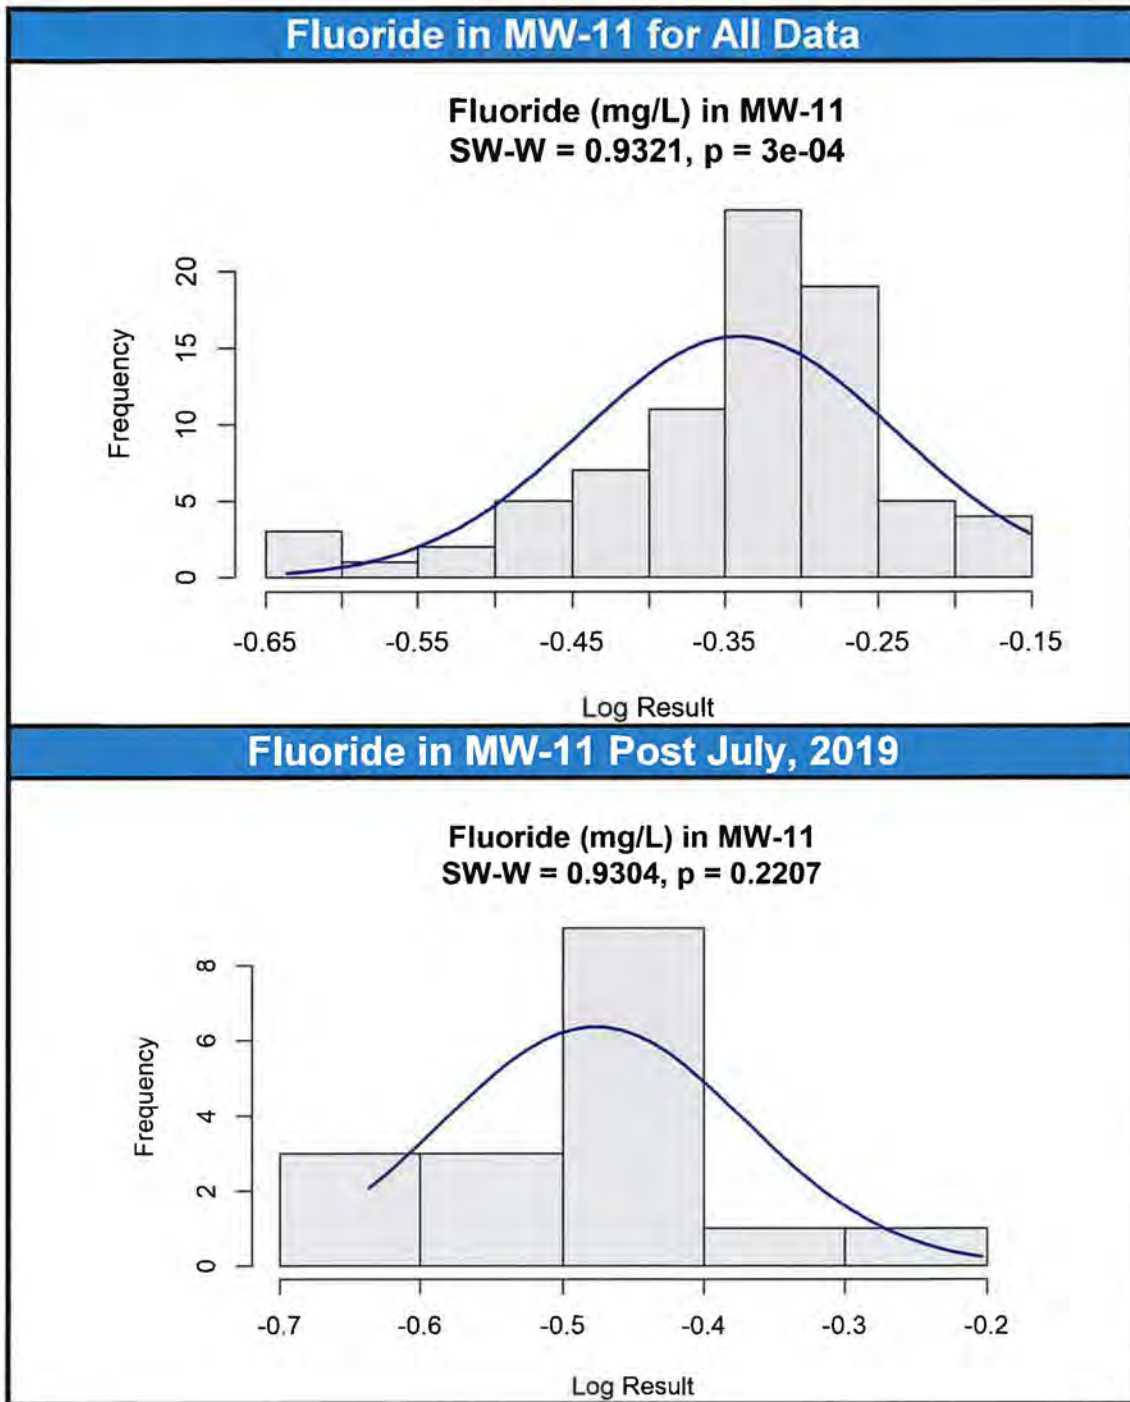 Fluoride in MW-11 for All Data
Fluoride (mg/L) in MW-11
SW-W = 0.9321, p = 3e-04
Frequency
20
15
10
5
0
-0.65 -0.55 -0.45 -0.35 -0.25 -0.15
Log Result
Fluoride in MW-11 Post July, 2019
Fluoride (mg/L) in MW-11
SW-W = 0.9304, p = 0.2207
Frequency
8
6
4
2
0
-0.7 -0.6 -0.5 -0.4 -0.3 -0.2
Log Result